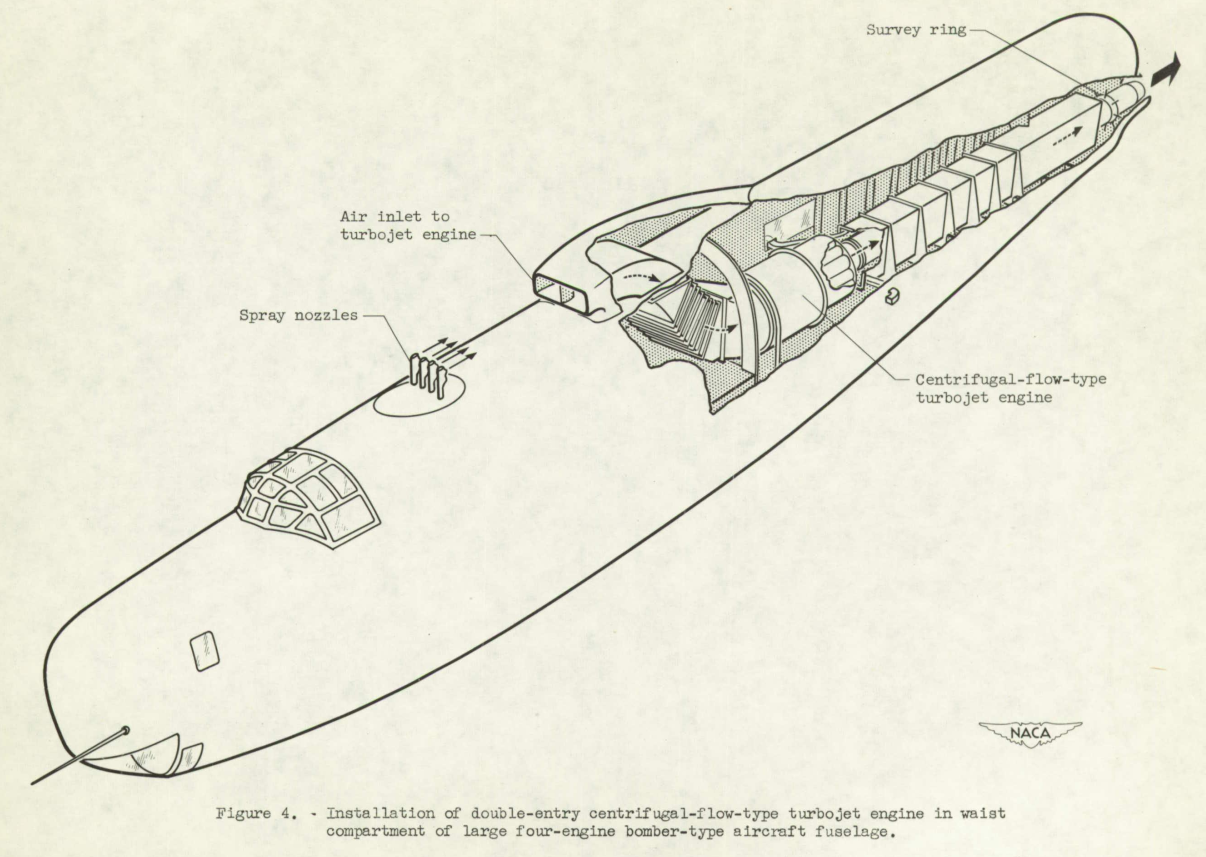 Survey ring
Air inlet to
turbojet engine
Spray nozzles
Centrifugal-flow-type
turbojet engine
NACA
Figure 4. - Installation of double-entry centrifugal-flow-type turbojet engine in waist
compartment of large four-engine bomber-type aircraft fuselage.